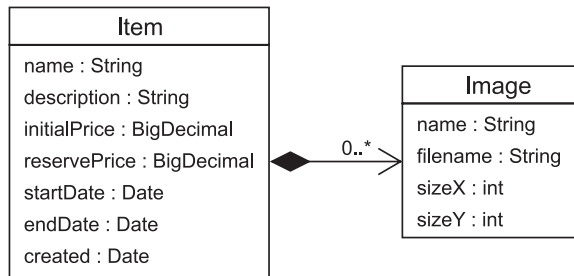 Item
name : String
description : String
initialPrice : BigDecimal
reservePrice : BigDecimal
startDate : Date
endDate : Date
created : Date
0..*
Image
name : String
filename : String
sizeX : int
sizeY : int